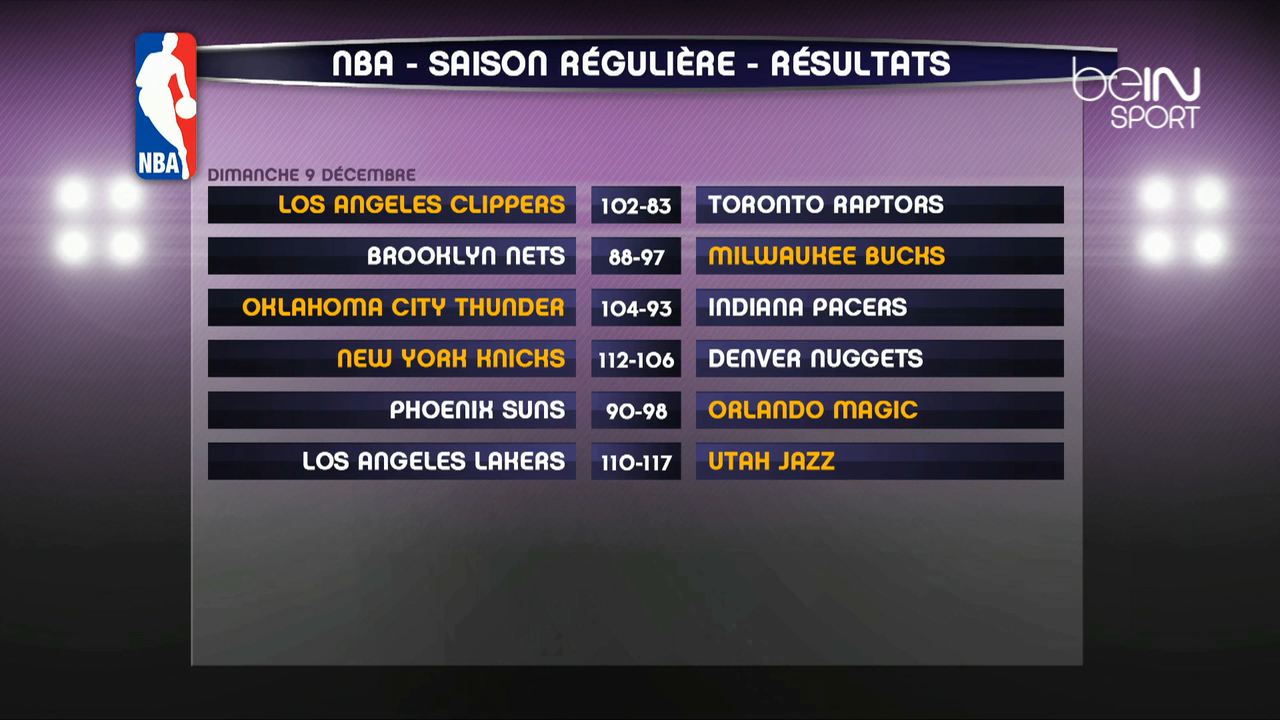 NBA - SAISON RÉGULIÈRE - RÉSULTATS
beIN
SPORT
NBA
DIMANCHE 9 DÉCEMBRE
LOS ANGELES CLIPPERS 102-83 TORONTO RAPTORS
BROOKLYN NETS 88-97 MILWAUKEE BUCKS
OKLAHOMA CITY THUNDER 104-93 INDIANA PACERS
NEW YORK KNICKS 112-106 DENVER NUGGETS
PHOENIX SUNS 90-98 ORLANDO MAGIC
LOS ANGELES LAKERS 110-117 UTAH JAZZ